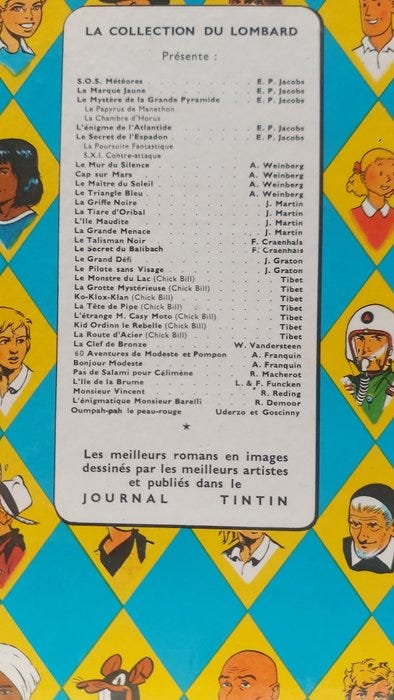 LA COLLECTION DU LOMBARD
Présente :
S.O.S. Météores . . . . . . . . E. P. Jacobs
La Marque Jaune . . . . . . . . E. P. Jacobs
Le Mystère de la Grande Pyramide . . E. P. Jacobs
Le Papyrus de Manethon
La Chambre d'Horus
L'énigme de l'Atlantide . . . . . . E. P. Jacobs
Le Secret de l'Espadon . . . . . . E. P. Jacobs
La Poursuite Fantastique
S.X.I. Contre-attaque
Le Mur du Silence . . . . . . . A. Weinberg
Cap sur Mars . . . . . . . . A. Weinberg
Le Maître du Soleil . . . . . . . A. Weinberg
Le Triangle Bleu . . . . . . . A. Weinberg
La Griffe Noire . . . . . . . . J. Martin
La Tiare d'Oribal . . . . . . . . J. Martin
L'Ile Maudite . . . . . . . . J. Martin
La Grande Menace . . . . . . . J. Martin
Le Talisman Noir . . . . . . . F. Craenhals
Le Secret du Balibach . . . . . . F. Craenhals
Le Grand Défi . . . . . . . . J. Graton
Le Pilote sans Visage . . . . . . . J. Graton
Le Monstre du Lac (Chick Bill) . . . . . Tibet
La Grotte Mystérieuse (Chick Bill) . . . . Tibet
Ko-Klox-Klan (Chick Bill) . . . . . . Tibet
La Tête de Pipe (Chick Bill) . . . . . . Tibet
L'étrange M. Casy Moto (Chick Bill) . . . . Tibet
Kid Ordinn le Rebelle (Chick Bill) . . . . Tibet
La Route d'Acier (Chick Bill) . . . . . Tibet
La Clef de Bronze . . . . . . W. Vandersteen
60 Aventures de Modeste et Pompon . . A. Franquin
Bonjour Modeste . . . . . . . A. Franquin
Pas de Salami pour Célimène . . . . R. Macherot
L'Ile de la Brume . . . . . . L. & F. Funcken
Monsieur Vincent . . . . . . . R. Reding
L'énigmatique Monsieur Barelli . . . . R. Demoor
Oumpah-pah le peau-rouge . . . Uderzo et Goscinny
Les meilleurs romans en images
dessinés par les meilleurs artistes
et publiés dans le
JOURNAL TINTIN